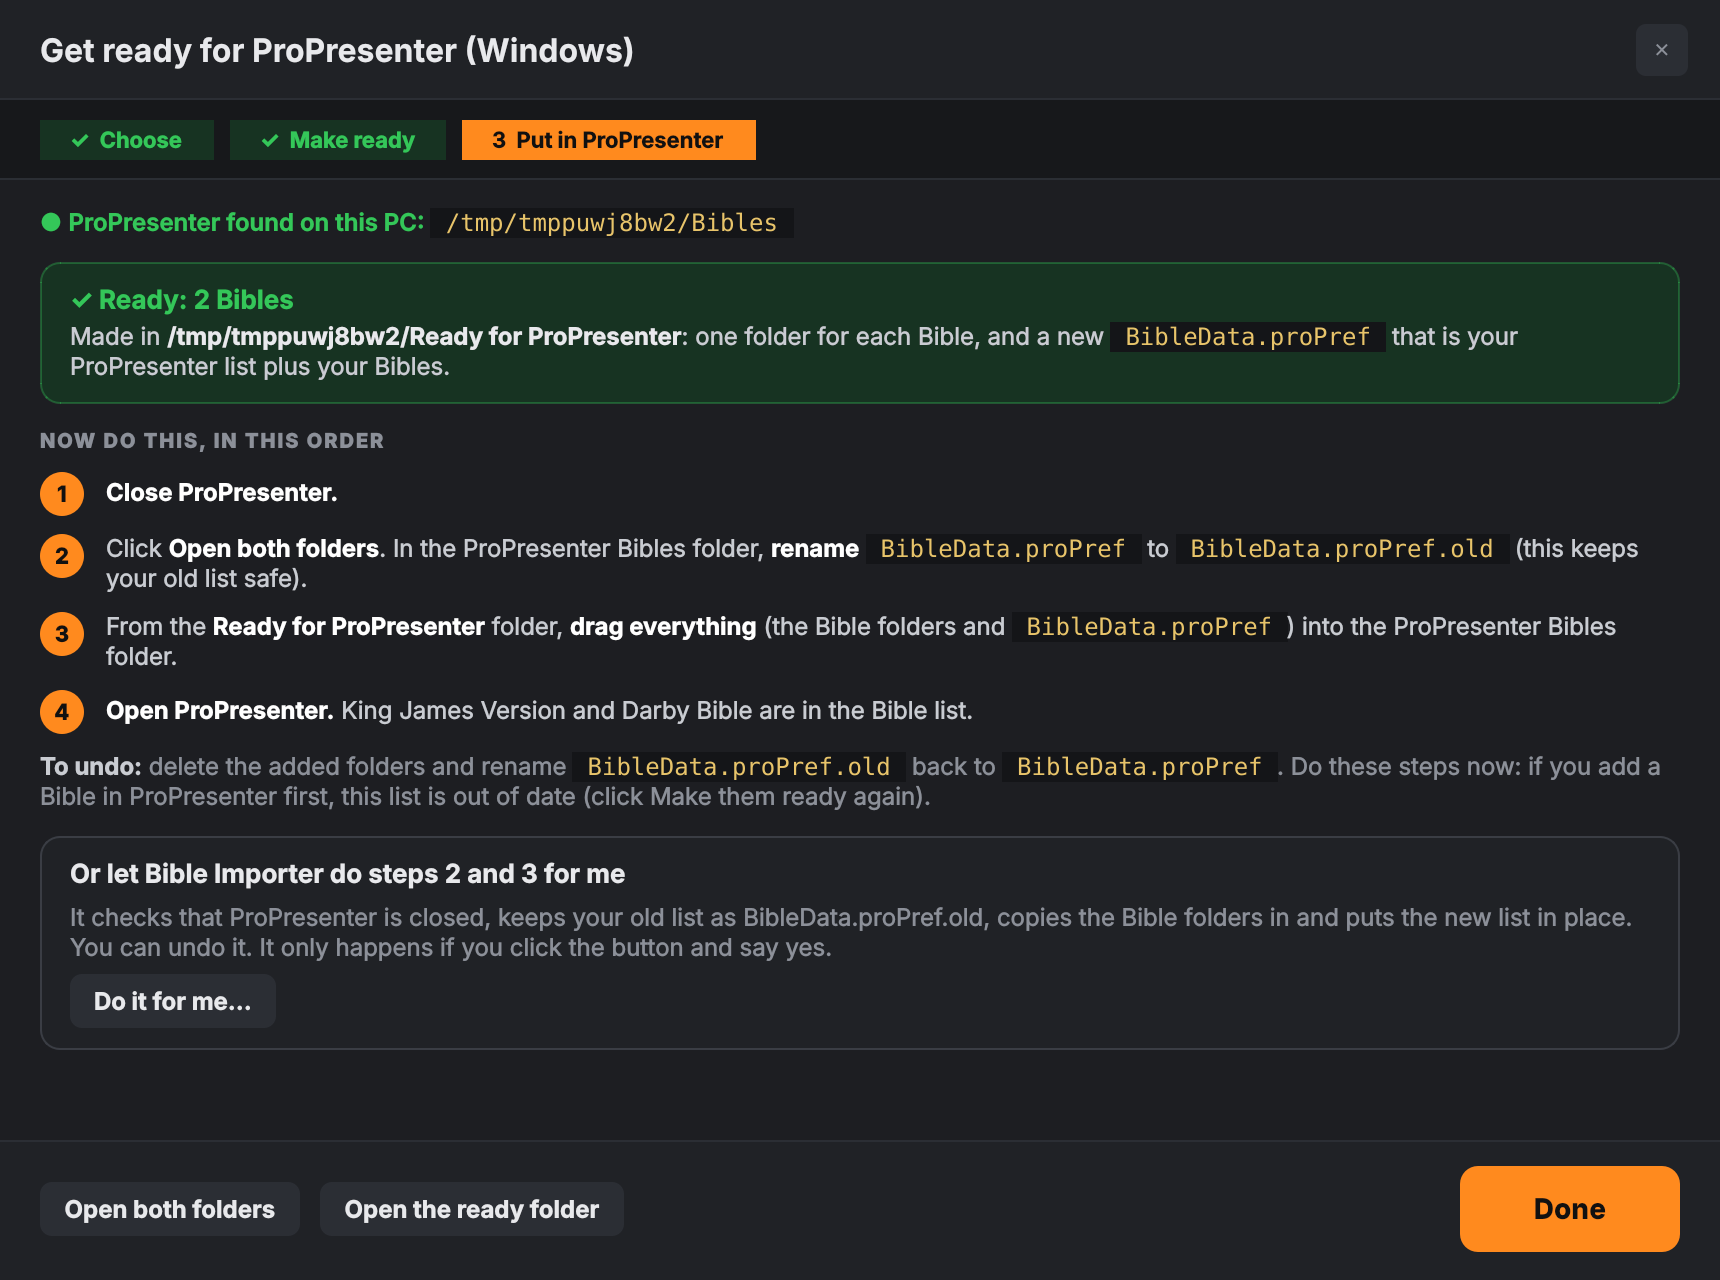 Get ready for ProPresenter (Windows)
×
✓ Choose
✓ Make ready
3 Put in ProPresenter
ProPresenter found on this PC: /tmp/tmppuwj8bw2/Bibles
✓ Ready: 2 Bibles
Made in /tmp/tmppuwj8bw2/Ready for ProPresenter: one folder for each Bible, and a new BibleData.proPref that is your
ProPresenter list plus your Bibles.
NOW DO THIS, IN THIS ORDER
1 Close ProPresenter.
2 Click Open both folders. In the ProPresenter Bibles folder, rename BibleData.proPref to BibleData.proPref.old (this keeps
your old list safe).
3 From the Ready for ProPresenter folder, drag everything (the Bible folders and BibleData.proPref ) into the ProPresenter Bibles
folder.
4 Open ProPresenter. King James Version and Darby Bible are in the Bible list.
To undo: delete the added folders and rename BibleData.proPref.old back to BibleData.proPref . Do these steps now: if you add a
Bible in ProPresenter first, this list is out of date (click Make them ready again).
Or let Bible Importer do steps 2 and 3 for me
It checks that ProPresenter is closed, keeps your old list as BibleData.proPref.old, copies the Bible folders in and puts the new list in place.
You can undo it. It only happens if you click the button and say yes.
Do it for me...
Open both folders
Open the ready folder
Done